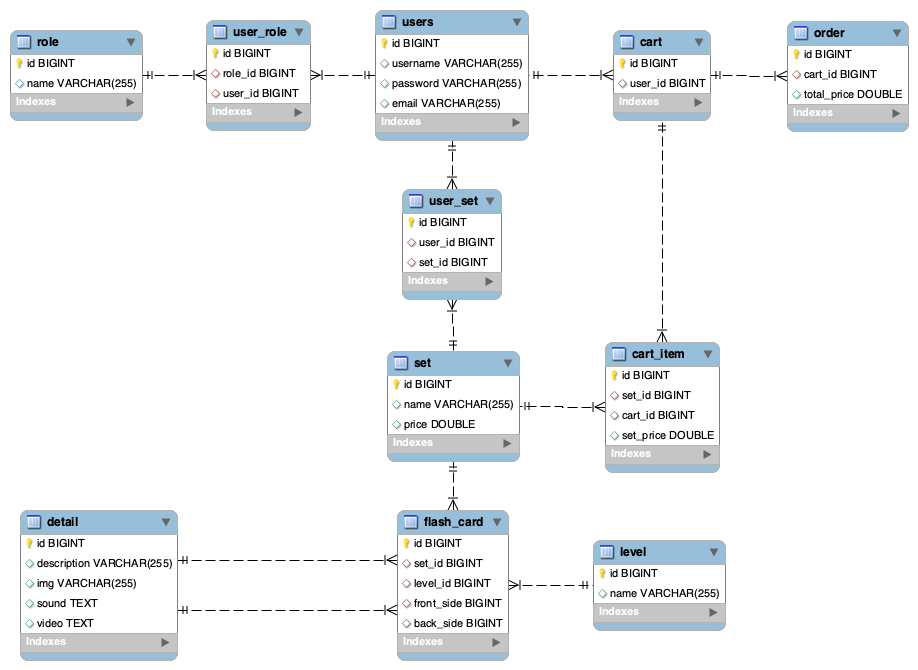 role
id BIGINT
name VARCHAR(255)
Indexes
user_role
id BIGINT
role_id BIGINT
user_id BIGINT
Indexes
users
id BIGINT
username VARCHAR(255)
password VARCHAR(255)
email VARCHAR(255)
Indexes
cart
id BIGINT
user_id BIGINT
Indexes
order
id BIGINT
cart_id BIGINT
total_price DOUBLE
Indexes
user_set
id BIGINT
user_id BIGINT
set_id BIGINT
Indexes
set
id BIGINT
name VARCHAR(255)
price DOUBLE
Indexes
cart_item
id BIGINT
set_id BIGINT
cart_id BIGINT
set_price DOUBLE
Indexes
detail
id BIGINT
description VARCHAR(255)
img VARCHAR(255)
sound TEXT
video TEXT
Indexes
flash_card
id BIGINT
set_id BIGINT
level_id BIGINT
front_side BIGINT
back_side BIGINT
Indexes
level
id BIGINT
name VARCHAR(255)
Indexes